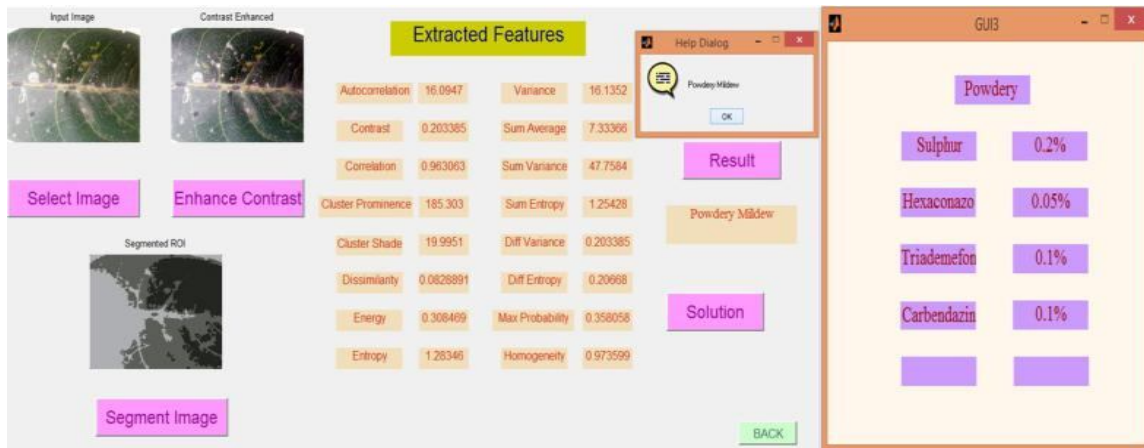 Input Image
Contrast Enhanced
Select Image
Enhance Contrast
Segmented ROI
Segment Image
Extracted Features
Autocorrelation 16.0947 Variance 16.1352
Contrast 0.203385 Sum Average 7.33366
Correlation 0.963063 Sum Variance 47.7584
Cluster Prominence 185.303 Sum Entropy 1.25428
Cluster Shade 19.9951 Diff Variance 0.203385
Dissimilarity 0.0828891 Diff Entropy 0.20668
Energy 0.308469 Max Probability 0.358058
Entropy 1.28346 Homogeneity 0.973599
Help Dialog
Powdery Mildew
OK
Result
Powdery Mildew
Solution
BACK
GUI3
Powdery
Sulphur 0.2%
Hexaconazo 0.05%
Triademefon 0.1%
Carbendazin 0.1%